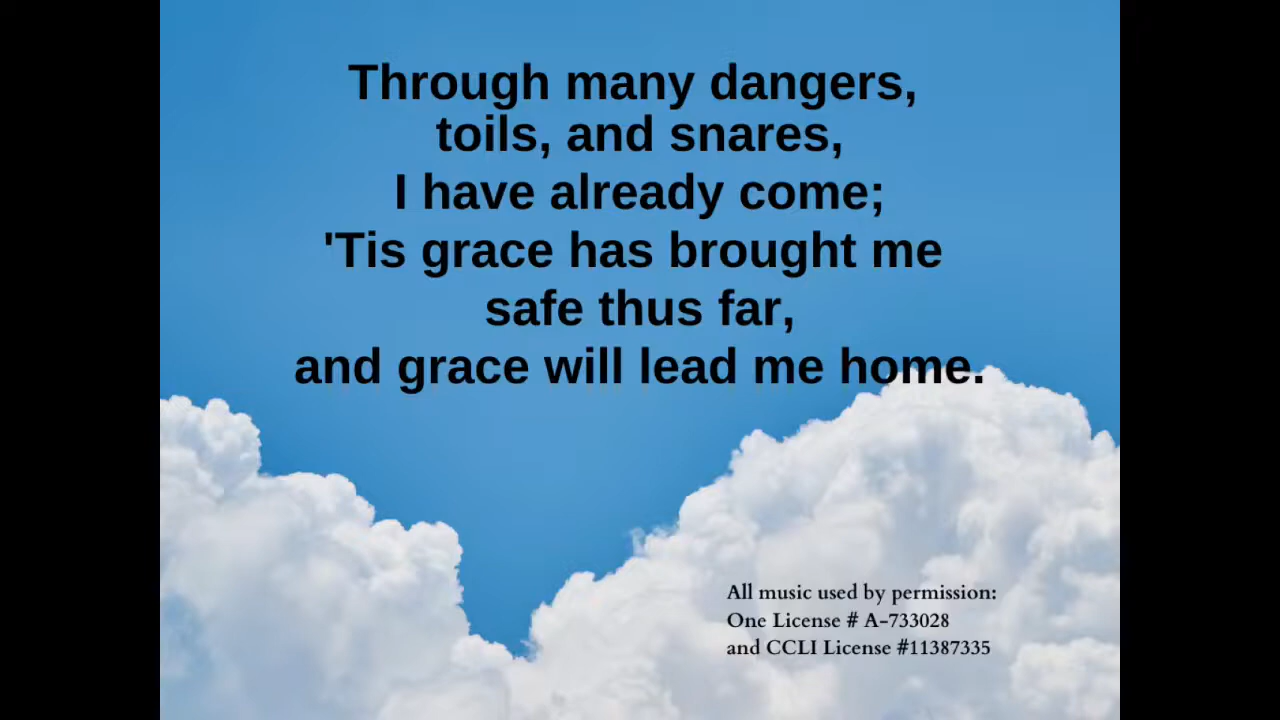 Through many dangers,
toils, and snares,
I have already come;
'Tis grace has brought me
safe thus far,
and grace will lead me home.
All music used by permission:
One License # A-733028
and CCLI License #11387335